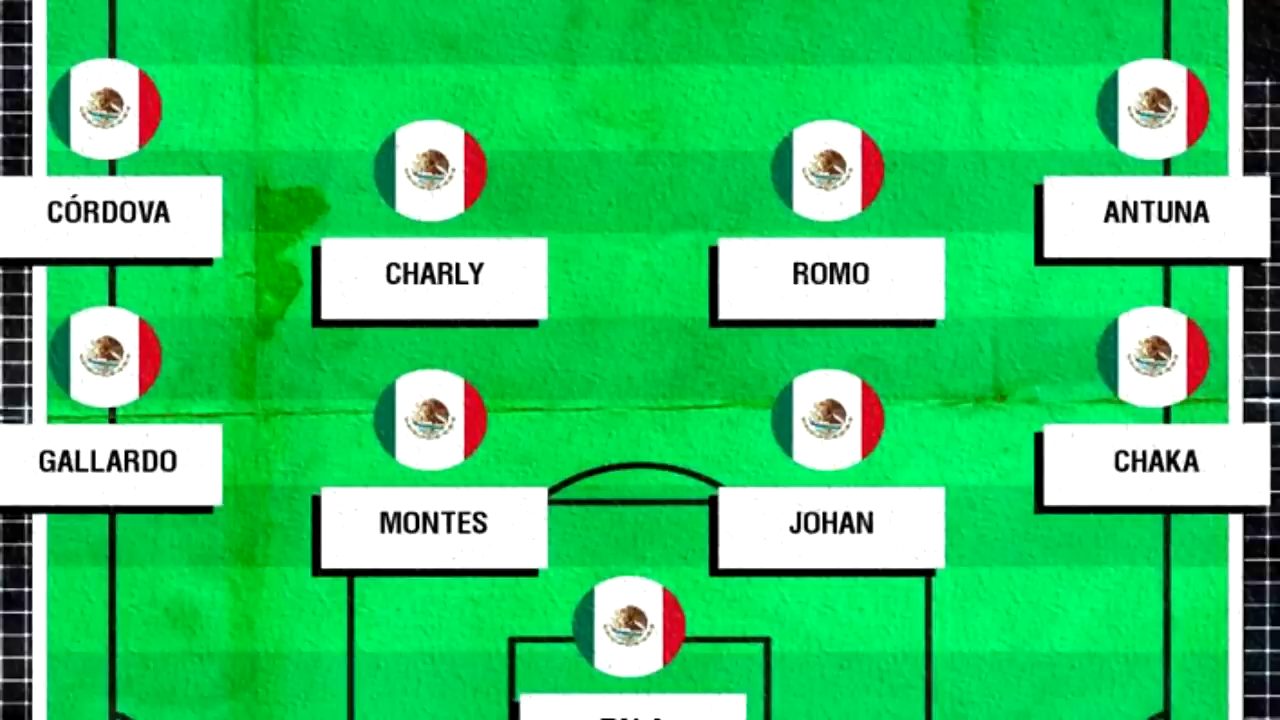 CÓRDOVA
ANTUNA
CHARLY
ROMO
GALLARDO
CHAKA
MONTES
JOHAN